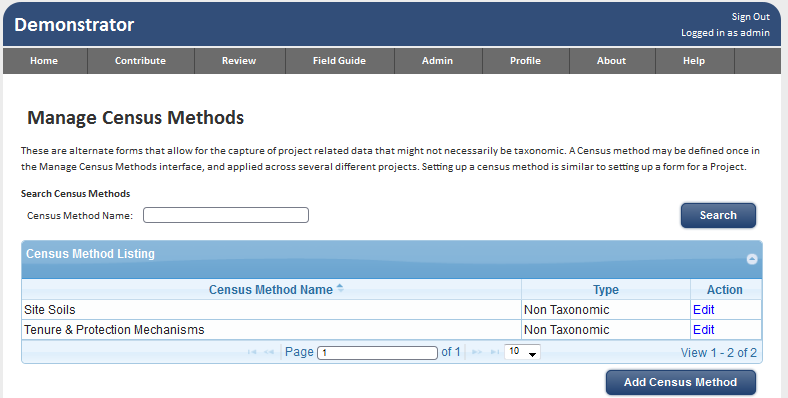 Demonstrator
Sign Out
Logged in as admin
Home Contribute Review Field Guide Admin Profile About Help
Manage Census Methods
These are alternate forms that allow for the capture of project related data that might not necessarily be taxonomic. A Census method may be defined once in
the Manage Census Methods interface, and applied across several different projects. Setting up a census method is similar to setting up a form for a Project.
Search Census Methods
Census Method Name:
Search
Census Method Listing
Census Method Name Type Action
Site Soils Non Taxonomic Edit
Tenure & Protection Mechanisms Non Taxonomic Edit
Page 1 of 1 10 View 1 - 2 of 2
Add Census Method